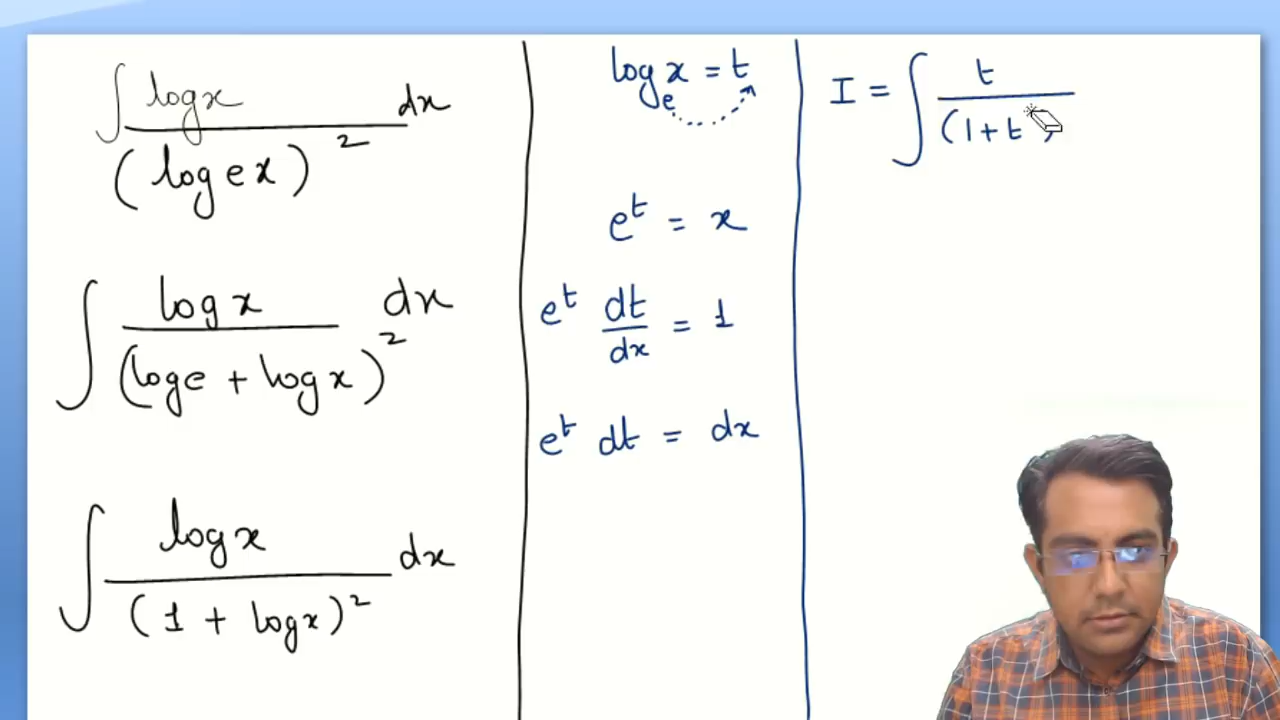 ∫ log x / (log ex)² dx
∫ log x / (log e + log x)² dx
∫ log x / (1 + log x)² dx
logₑ x = t
eᵗ = x
eᵗ dt/dx = 1
eᵗ dt = dx
I = ∫ t / (1+t)